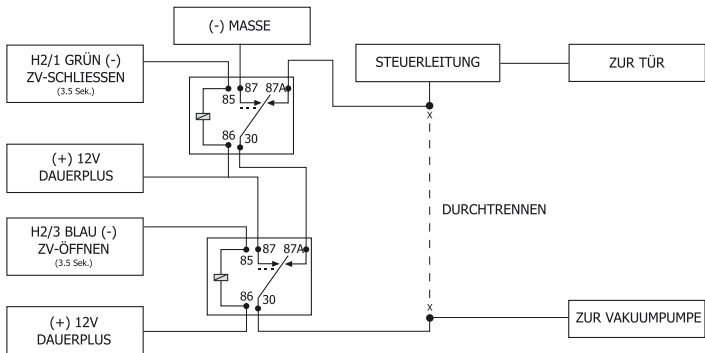 (-) MASSE
H2/1 GRÜN (-)
ZV-SCHLIESSEN
(3.5 Sek.)
STEUERLEITUNG
ZUR TÜR
87 87A
85
86 30
X
(+) 12V
DAUERPLUS
DURCHTRENNEN
H2/3 BLAU (-)
ZV-ÖFFNEN
(3.5 Sek.)
87 87A
85
86 30
X
(+) 12V
DAUERPLUS
ZUR VAKUUMPUMPE